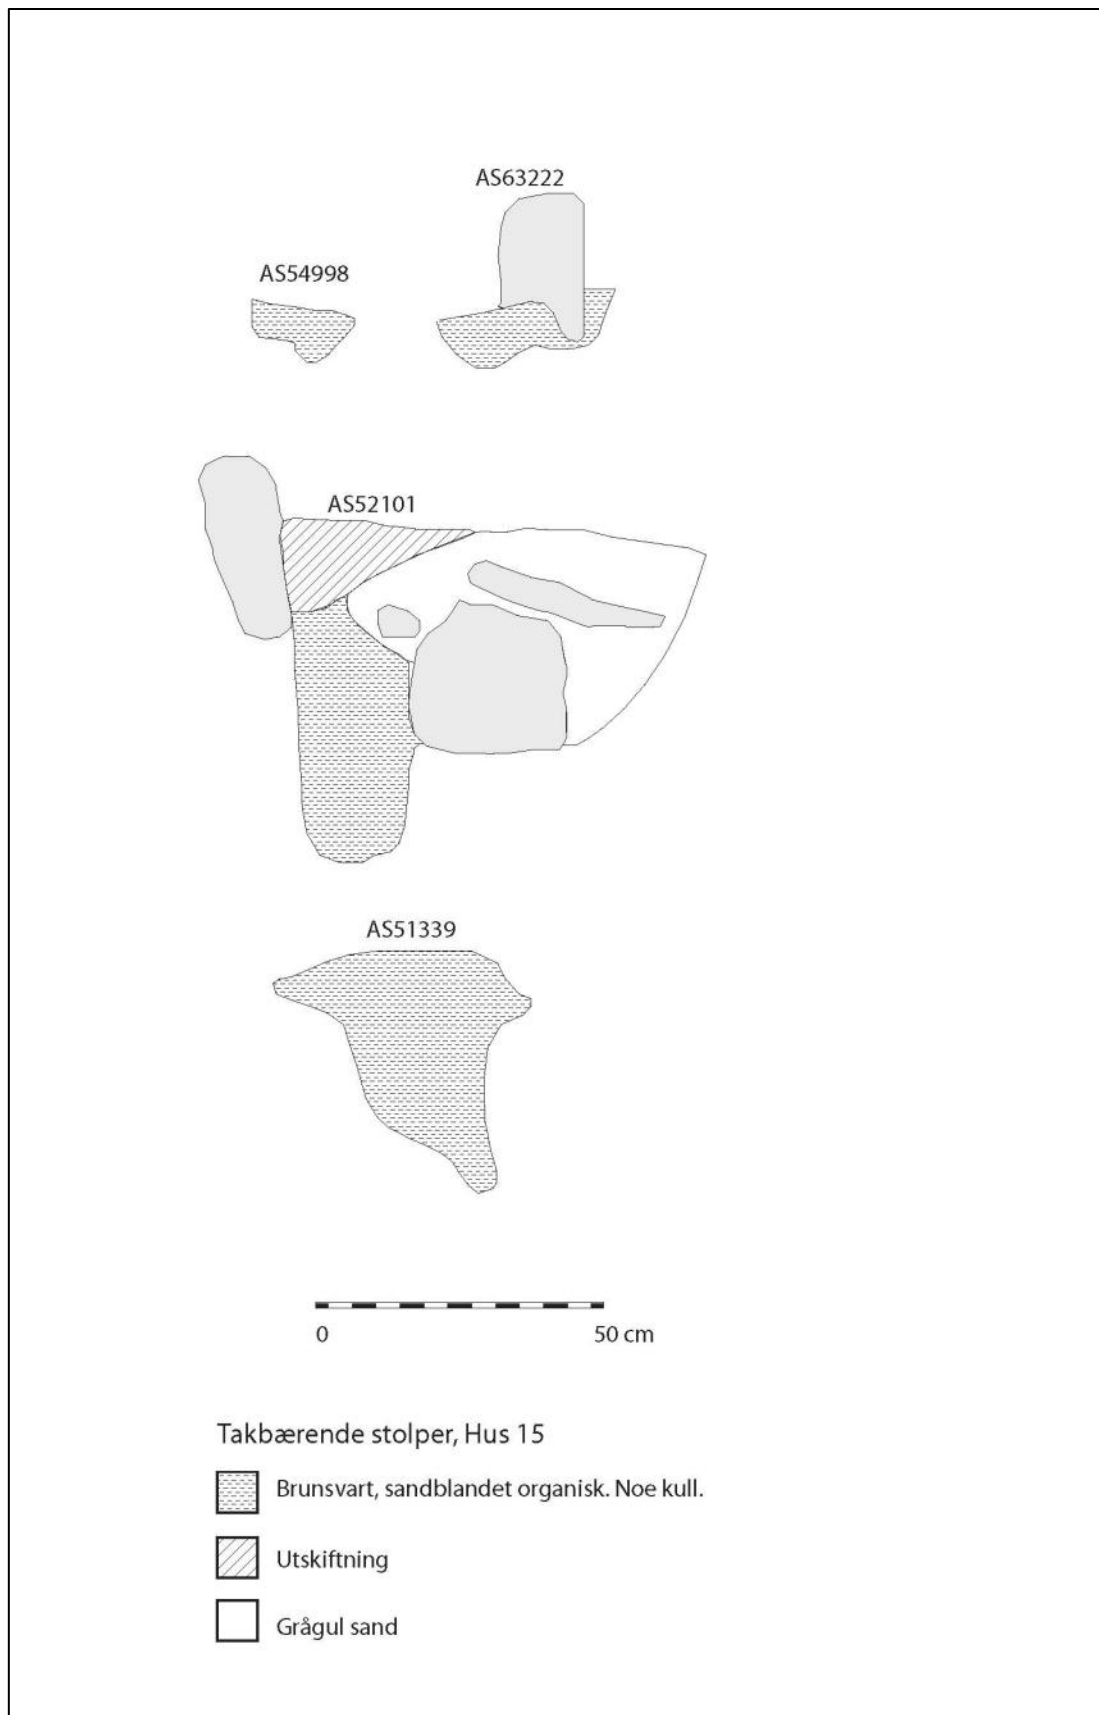 AS63222
AS54998
AS52101
AS51339
0 50 cm
Takbærende stolper, Hus 15
Brunsvart, sandblandet organisk. Noe kull.
Utskiftning
Grågul sand